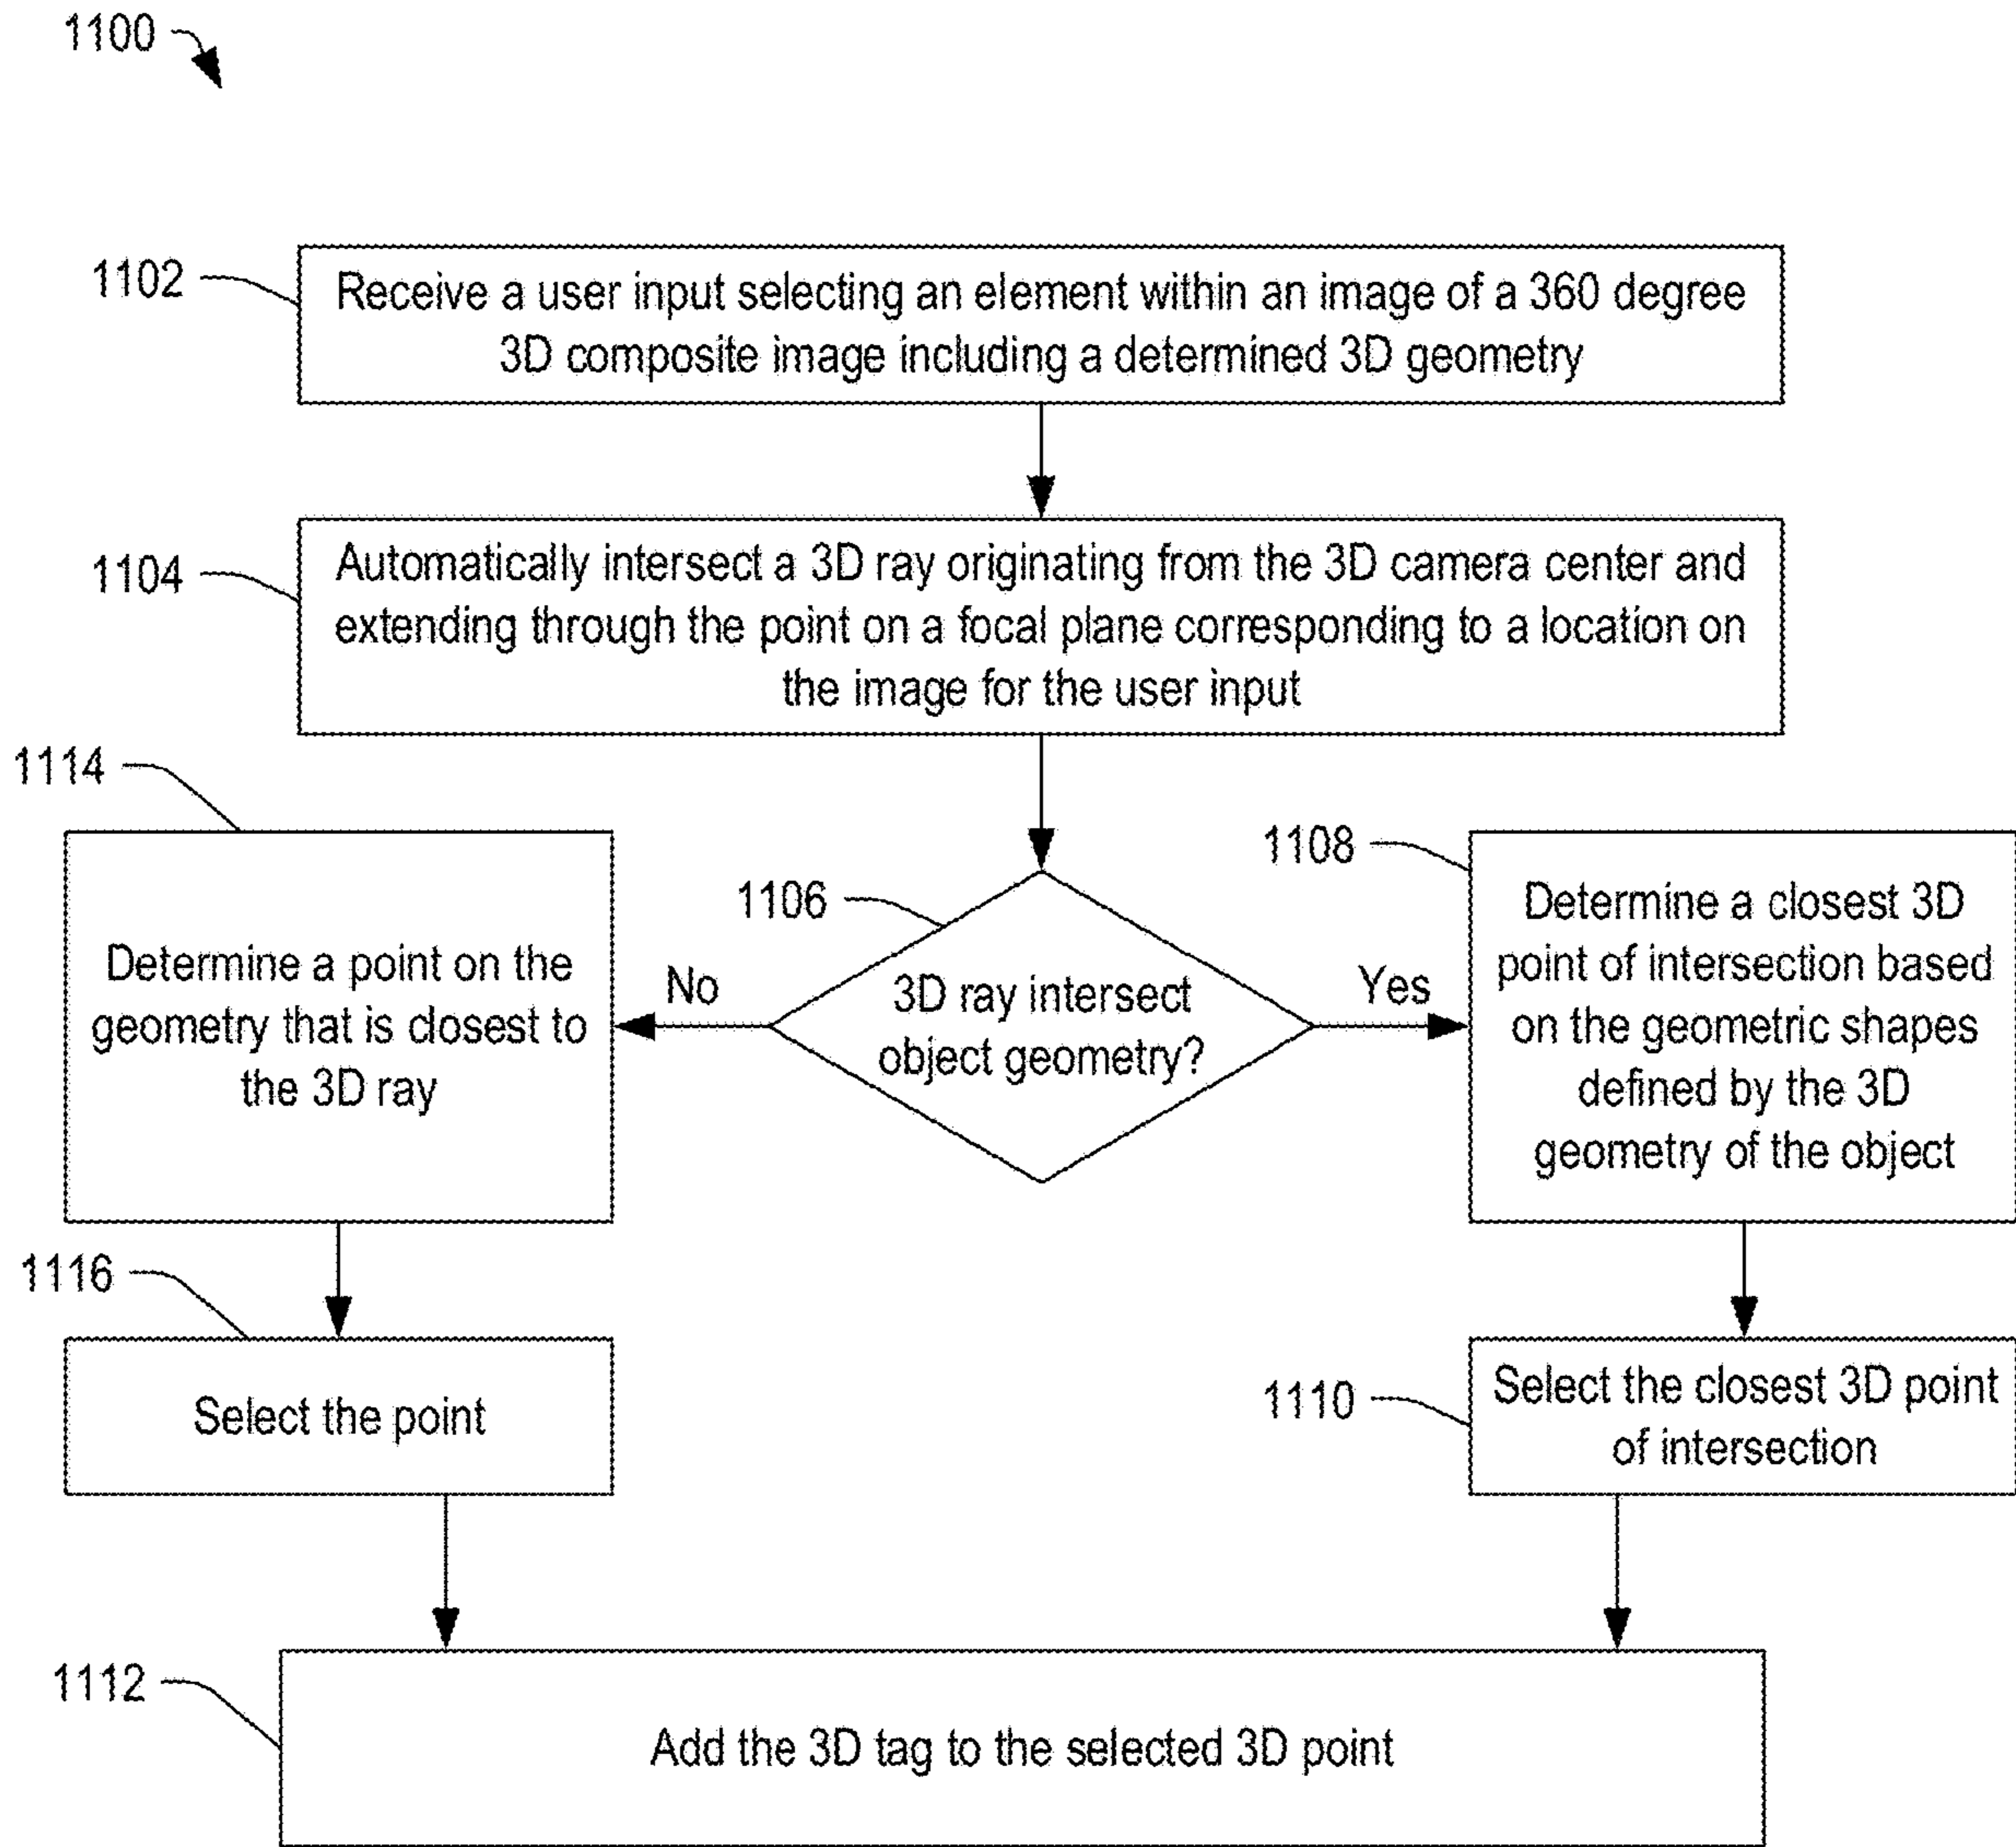 1100
1102
Receive a user input selecting an element within an image of a 360 degree
3D composite image including a determined 3D geometry
1104
Automatically intersect a 3D ray originating from the 3D camera center and
extending through the point on a focal plane corresponding to a location on
the image for the user input
1114
Determine a point on the
geometry that is closest to
the 3D ray
No
1106
3D ray intersect
object geometry?
Yes
1108
Determine a closest 3D
point of intersection based
on the geometric shapes
defined by the 3D
geometry of the object
1116
Select the point
1110
Select the closest 3D point
of intersection
1112
Add the 3D tag to the selected 3D point